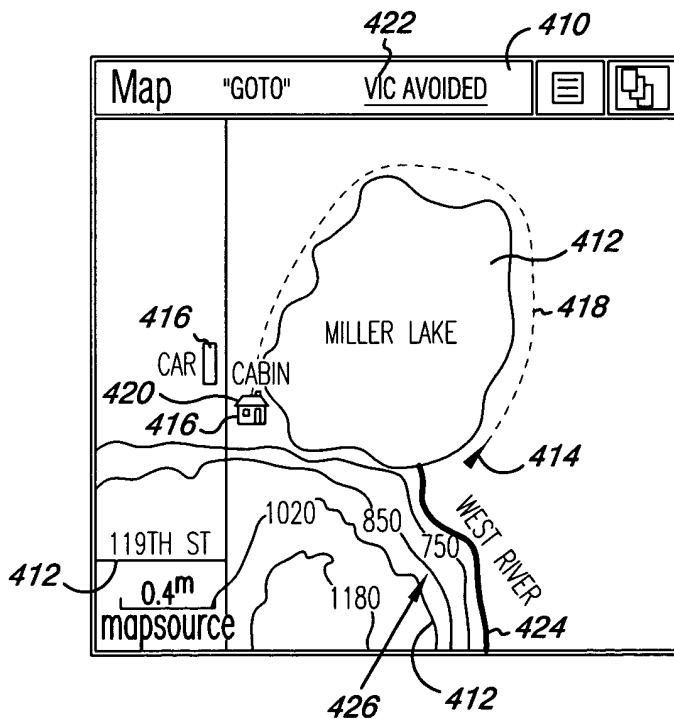 422
410
Map "GOTO" VIC AVOIDED
412
418
416
MILLER LAKE
CAR
CABIN
420
416
414
1020
850
WEST RIVER
750
119TH ST
412
0.4m
1180
mapsource
424
426
412